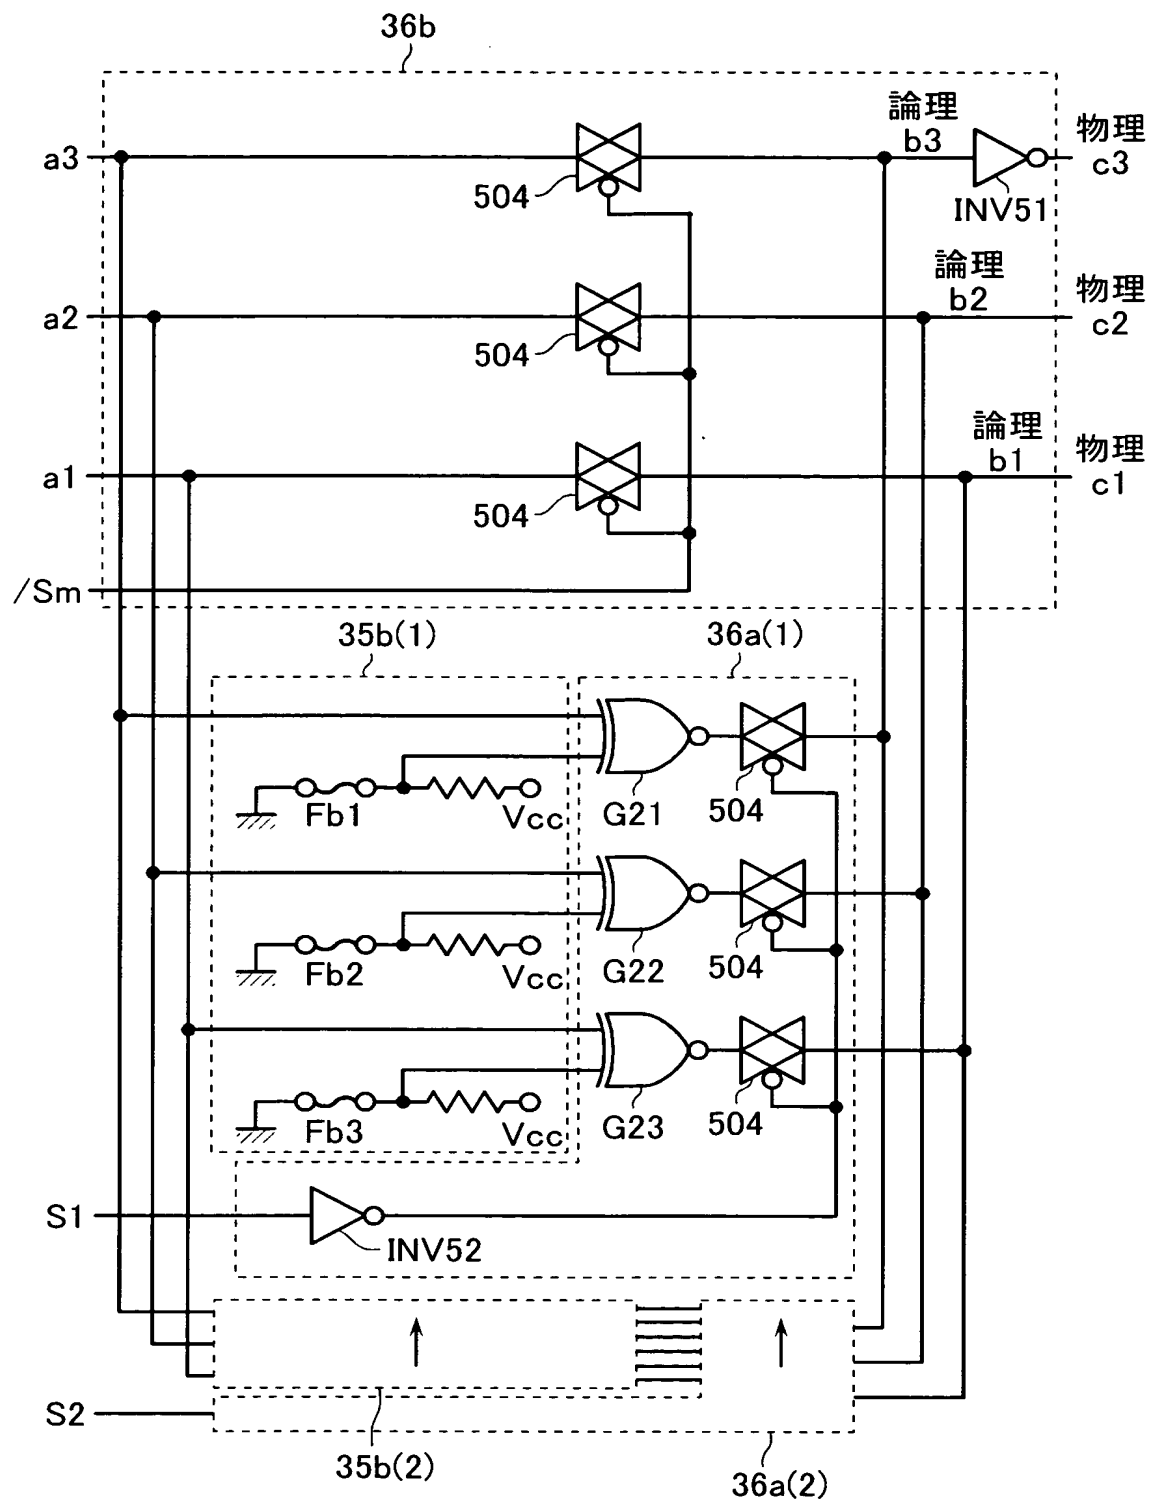 36b
a3
504
論理
b3
INV51
物理
c3
a2
504
論理
b2
物理
c2
a1
504
論理
b1
物理
c1
/Sm
35b(1)
36a(1)
Fb1
Vcc
G21
504
Fb2
Vcc
G22
504
Fb3
Vcc
G23
504
S1
INV52
S2
35b(2)
36a(2)